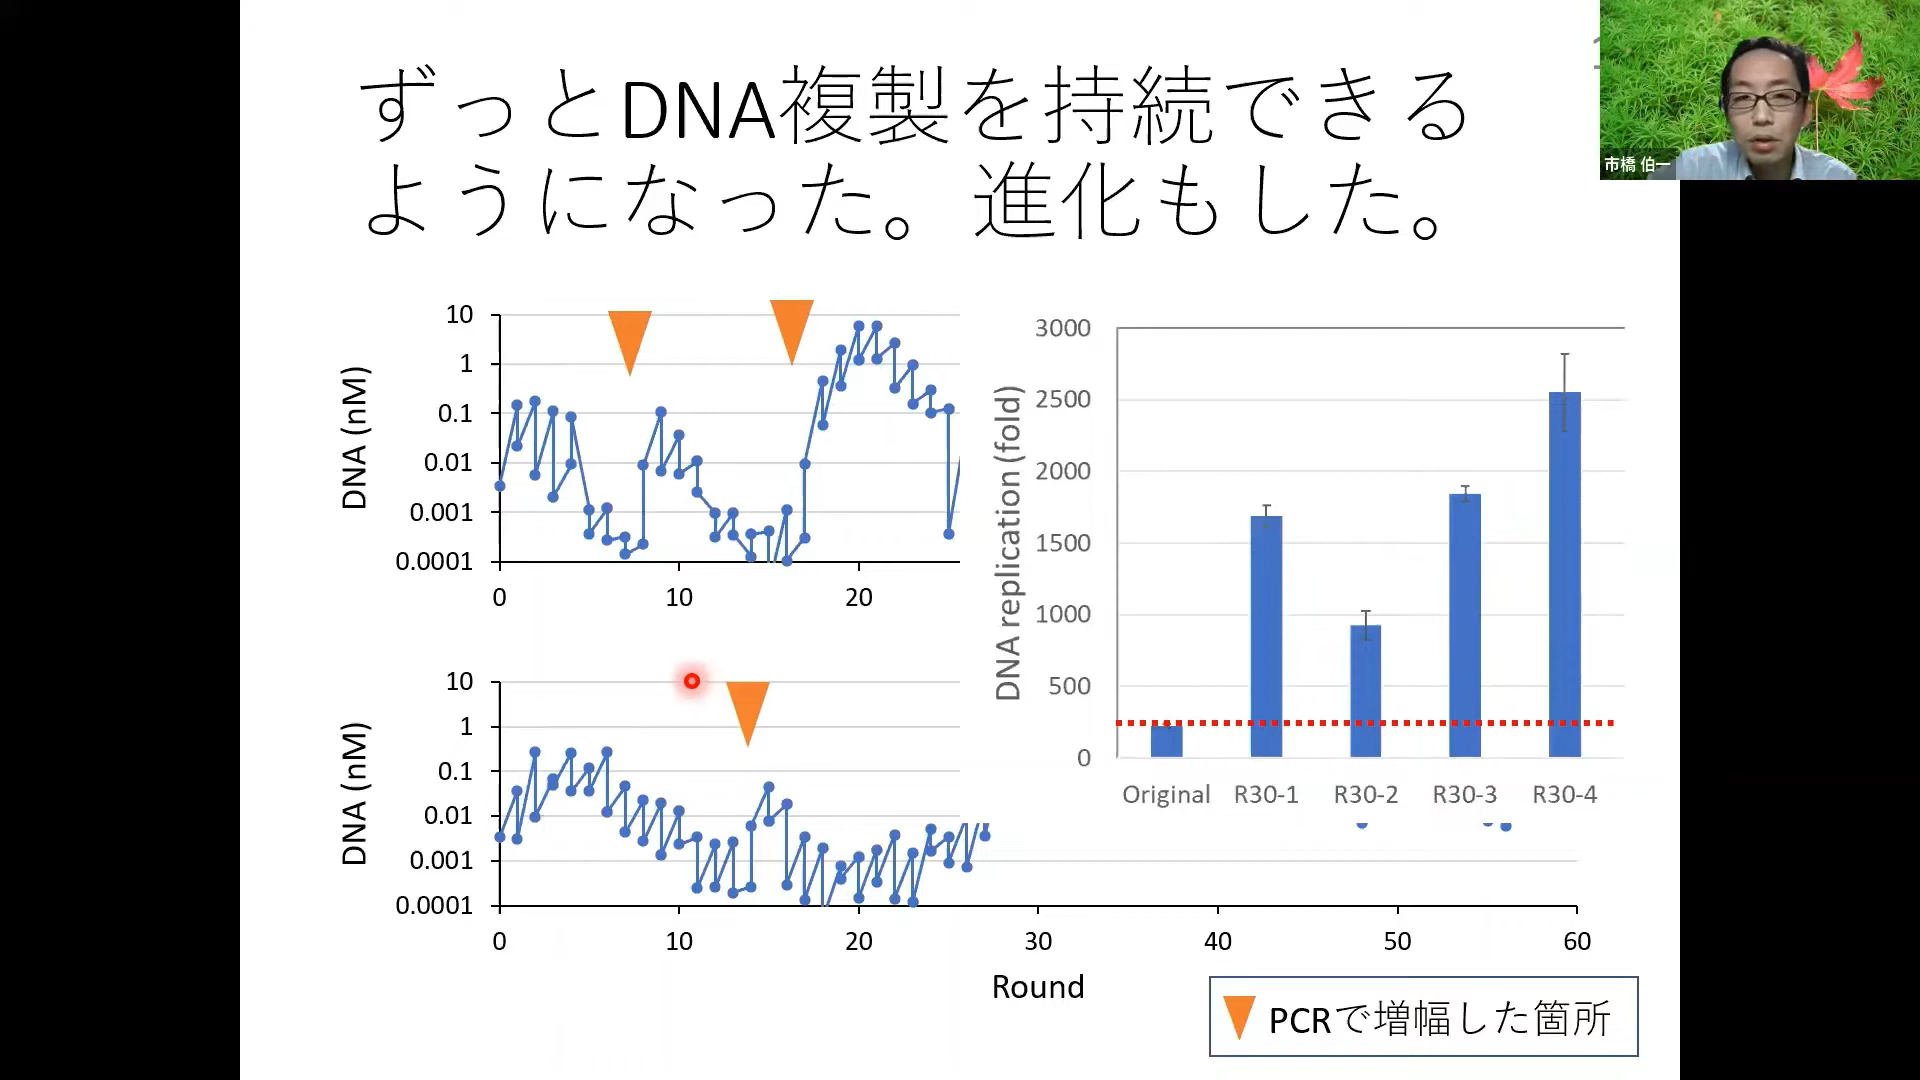 ずっとDNA複製を持続できる
ようになった。進化もした。
市橋 伯一
DNA (nM)
10
1
0.1
0.01
0.001
0.0001
0 10 20
DNA replication (fold)
3000
2500
2000
1500
1000
500
0
Original R30-1 R30-2 R30-3 R30-4
DNA (nM)
10
1
0.1
0.01
0.001
0.0001
0 10 20 30 40 50 60
Round
PCRで増幅した箇所